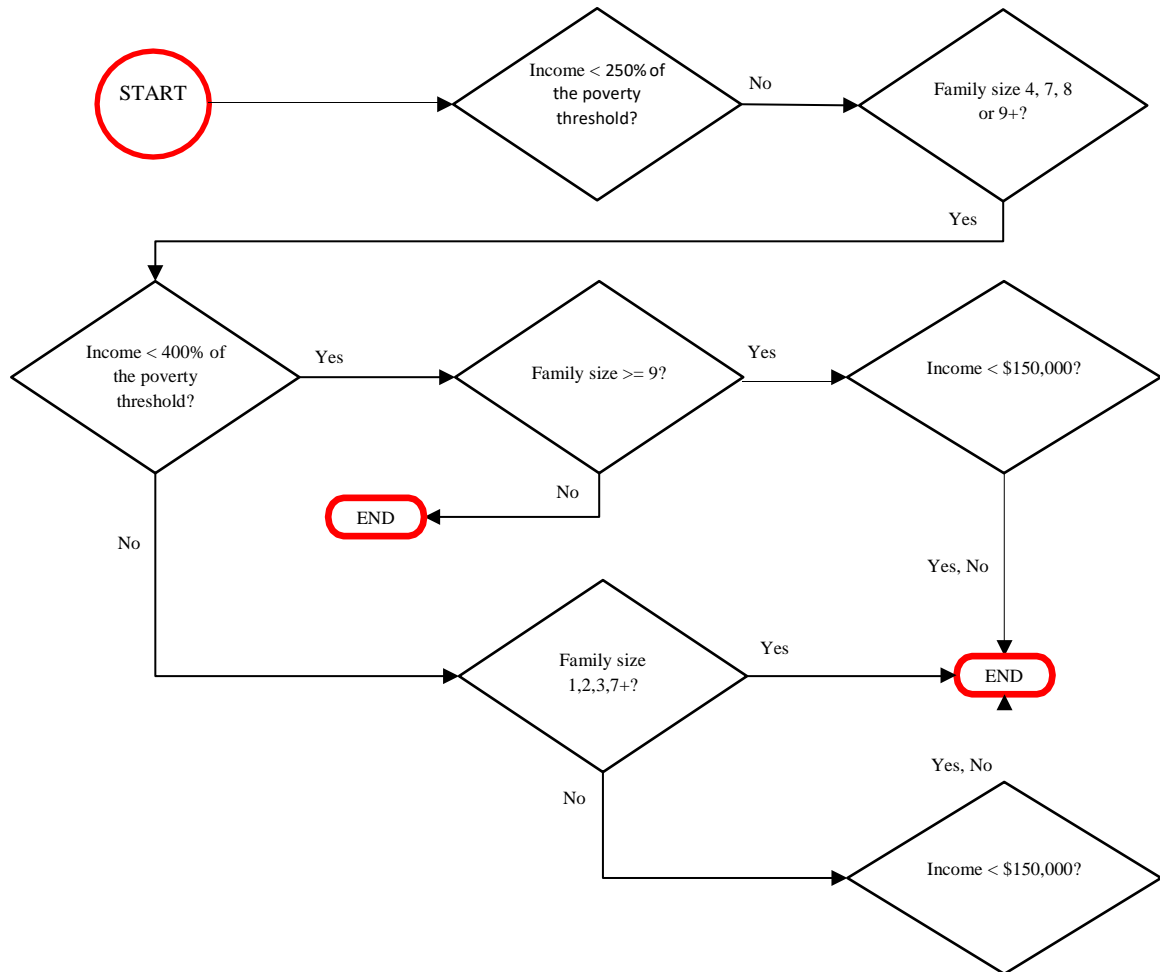 START
Income < 250% of
the poverty
threshold?
No
Family size 4, 7, 8
or 9+?
Yes
Income < 400% of
the poverty
threshold?
Yes
Family size >= 9?
Yes
Income < $150,000?
No
END
No
Yes, No
Family size
1,2,3,7+?
Yes
END
No
Yes, No
Income < $150,000?